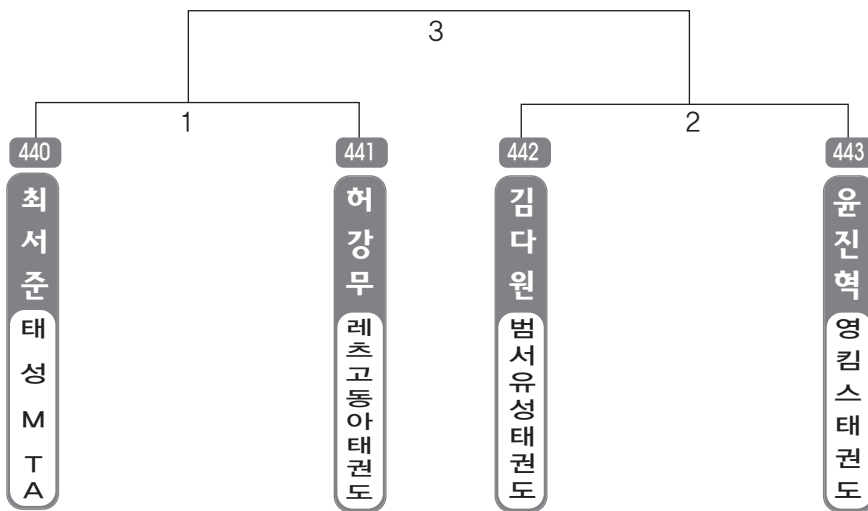 3
1
2
440
441
442
443
최서준
허강무
김다원
윤진혁
태성MTA
레츠고동아태권도
범서유성태권도
영킴스태권도